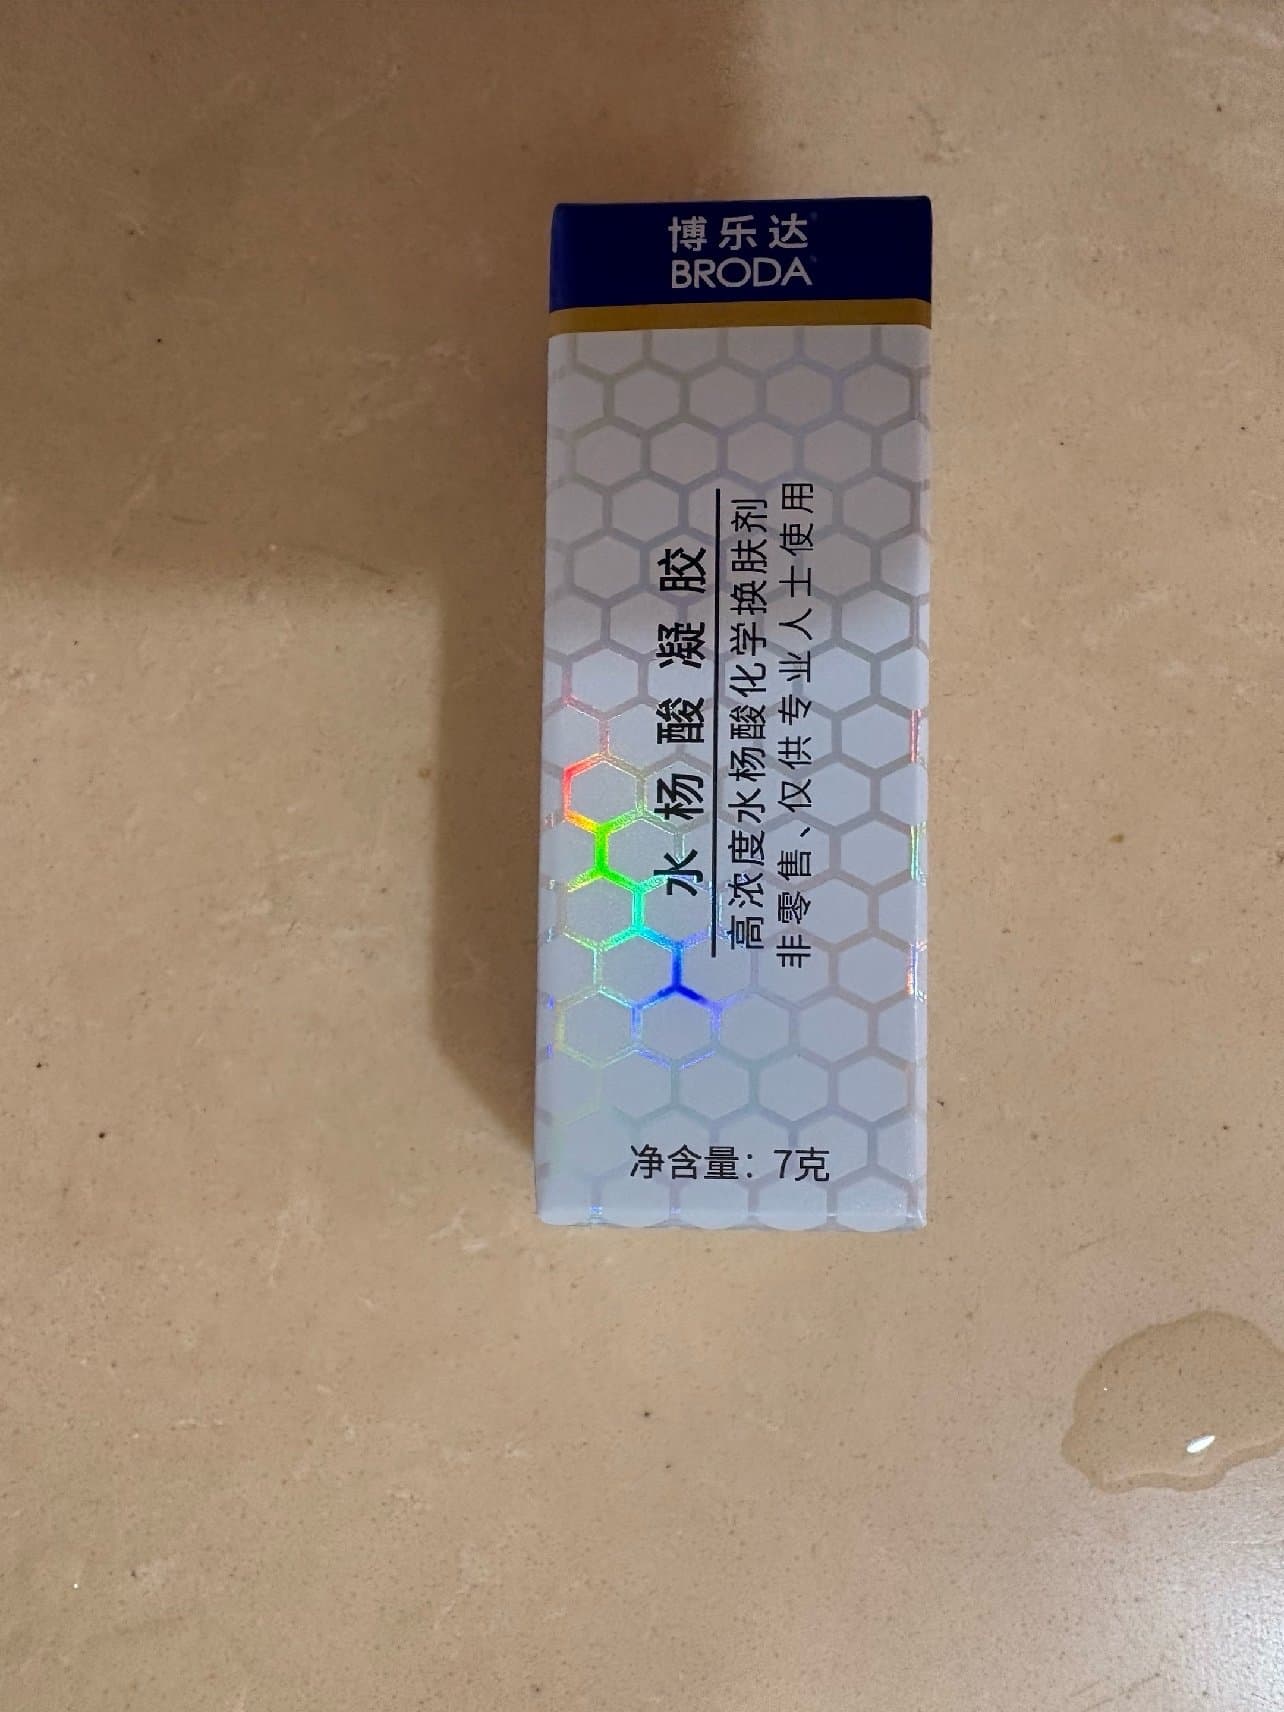 博乐达
BRODA
水杨酸凝胶
高浓度水杨酸化学换肤剂
非零售、仅供专业人士使用
净含量：7克